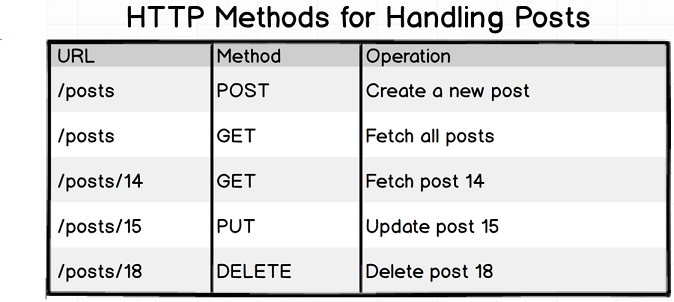 HTTP Methods for Handling Posts
URL Method Operation
/posts POST Create a new post
/posts GET Fetch all posts
/posts/14 GET Fetch post 14
/posts/15 PUT Update post 15
/posts/18 DELETE Delete post 18